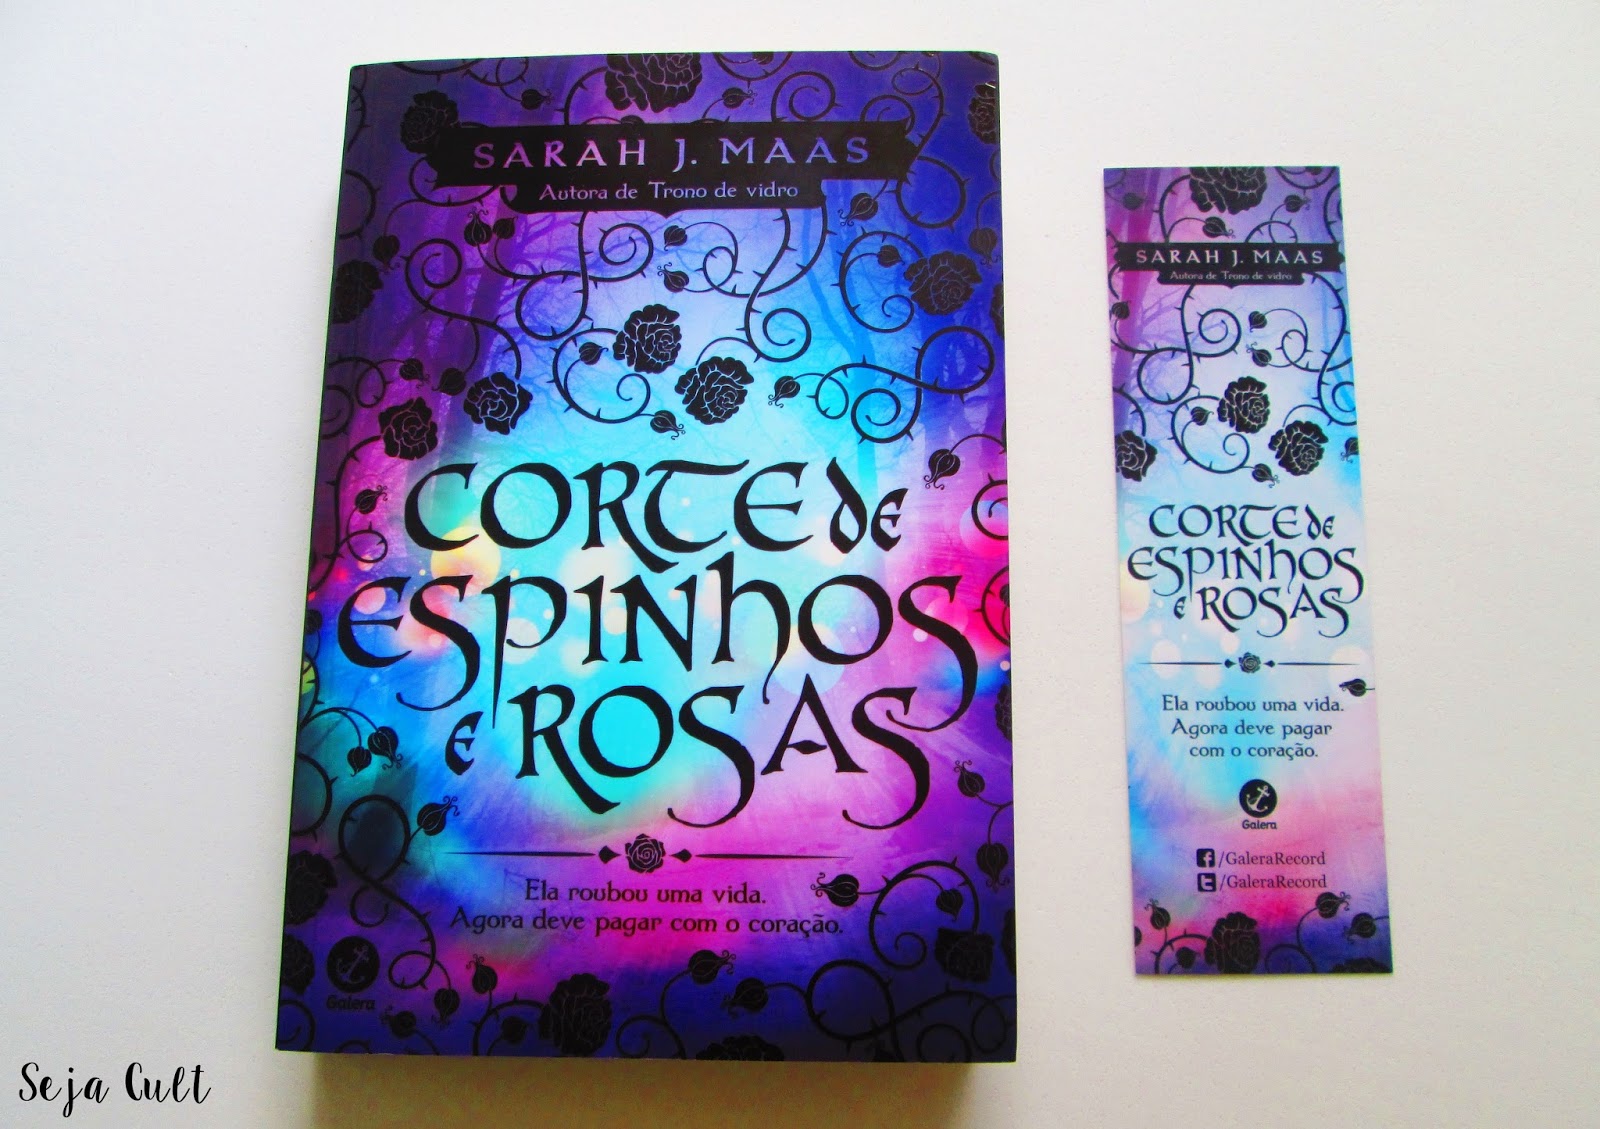 SARAH J. MAAS
Autora de Trono de vidro
CORTE de
ESPINhOS
E ROSAS
Ela roubou uma vida.
Agora deve pagar com o coração.
Galera
SARAH J. MAAS
Autora de Trono de vidro
CORTE de
ESPINhOS
E ROSAS
Ela roubou uma vida.
Agora deve pagar
com o coração.
Galera
/GaleraRecord
/GaleraRecord
Seja Cult